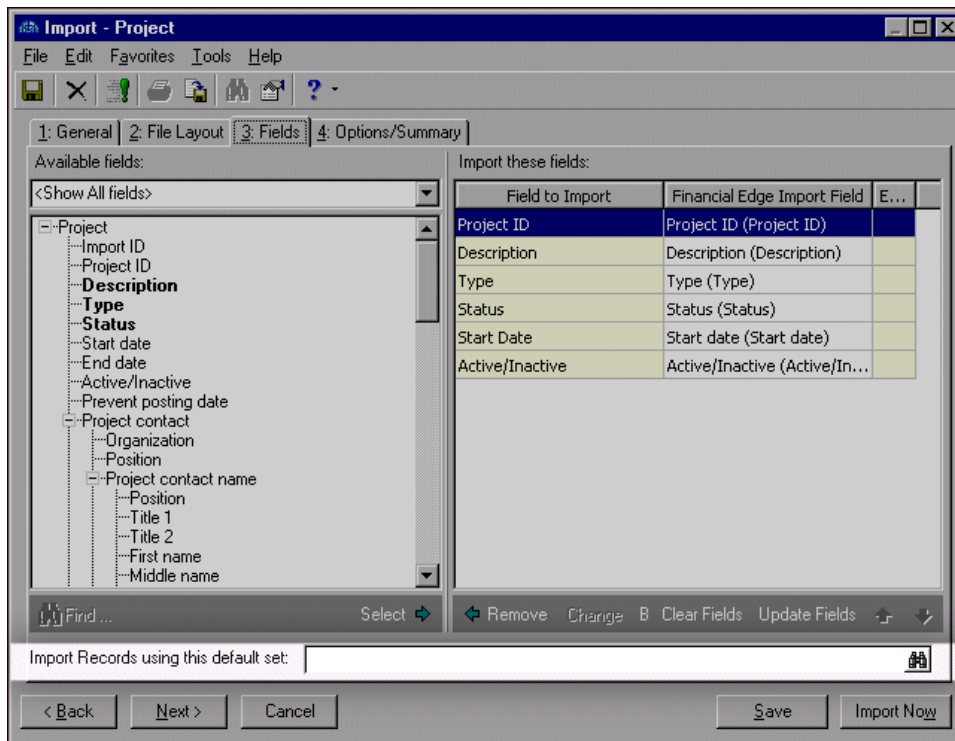 Import - Project
File Edit Favorites Tools Help
?
1: General 2: File Layout 3: Fields 4: Options/Summary
Available fields:
<Show All fields>
Project
Import ID
Project ID
Description
Type
Status
Start date
End date
Active/Inactive
Prevent posting date
Project contact
Organization
Position
Project contact name
Position
Title 1
Title 2
First name
Middle name
Find ... Select
Import these fields:
Field to Import Financial Edge Import Field E...
Project ID Project ID (Project ID)
Description Description (Description)
Type Type (Type)
Status Status (Status)
Start Date Start date (Start date)
Active/Inactive Active/Inactive (Active/In...
Remove Change B Clear Fields Update Fields
Import Records using this default set:
< Back Next > Cancel Save Import Now